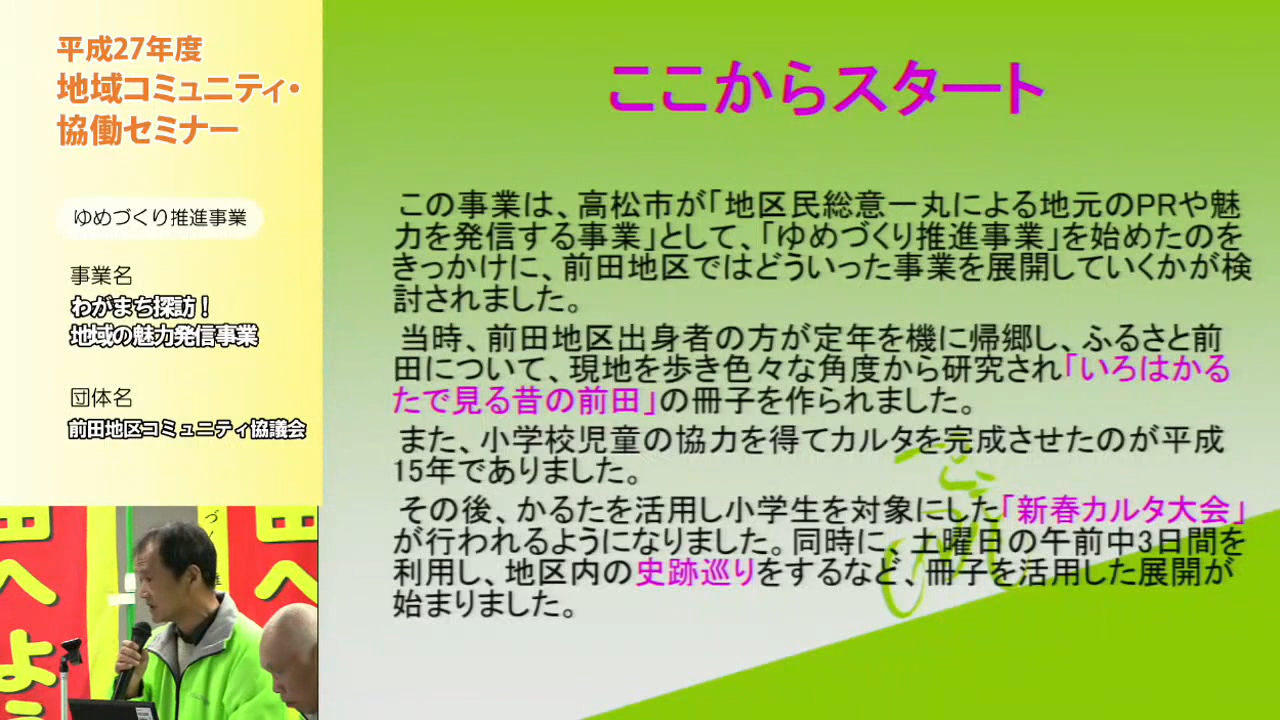 平成27年度
地域コミュニティ・
協働セミナー
ゆめづくり推進事業
事業名
わがまち探訪！
地域の魅力発信事業
団体名
前田地区コミュニティ協議会
ここからスタート
この事業は、高松市が「地区民総意一丸による地元のPRや魅
力を発信する事業」として、「ゆめづくり推進事業」を始めたのを
きっかけに、前田地区ではどういった事業を展開していくかが検
討されました。
当時、前田地区出身者の方が定年を機に帰郷し、ふるさと前
田について、現地を歩き色々な角度から研究され「いろはかる
たで見る昔の前田」の冊子を作られました。
また、小学校児童の協力を得てカルタを完成させたのが平成
15年でありました。
その後、かるたを活用し小学生を対象にした「新春カルタ大会」
が行われるようになりました。同時に、土曜日の午前中3日間を
利用し、地区内の史跡巡りをするなど、冊子を活用した展開が
始まりました。
田へ
よう
づく